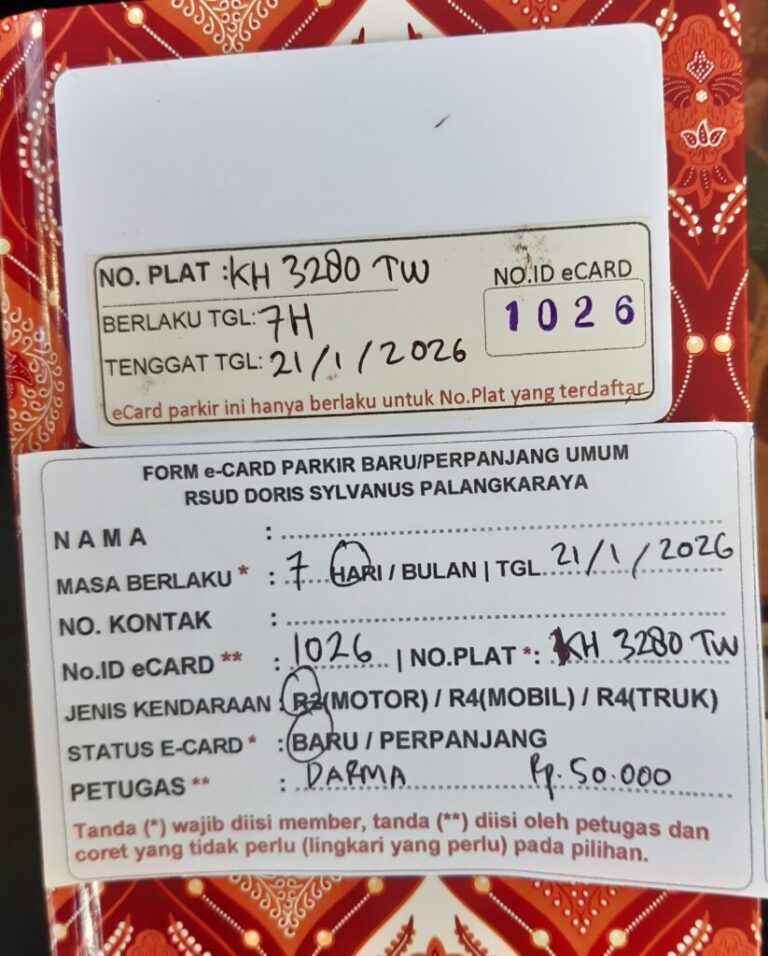 NO. PLAT : KH 3280 TW
NO.ID eCARD
1026
BERLAKU TGL: 7H
TENGGAT TGL: 21/1/2026
eCard parkir ini hanya berlaku untuk No.Plat yang terdaftar
FORM e-CARD PARKIR BARU/PERPANJANG UMUM
RSUD DORIS SYLVANUS PALANGKARAYA
NAMA : ..........
MASA BERLAKU * : 7 HARI / BULAN | TGL. 21/1/2026
NO. KONTAK : ..........
No.ID eCARD ** : 1026 | NO.PLAT *: KH 3280 TW
JENIS KENDARAAN : R2(MOTOR) / R4(MOBIL) / R4(TRUK)
STATUS E-CARD * : BARU / PERPANJANG
PETUGAS ** : DARMA Rp. 50.000
Tanda (*) wajib diisi member, tanda (**) diisi oleh petugas dan
coret yang tidak perlu (lingkari yang perlu) pada pilihan.